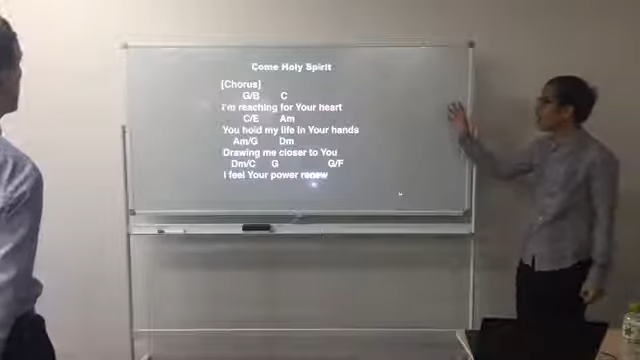 Come Holy Spirit
[Chorus]
G/B C
I'm reaching for Your heart
C/E Am
You hold my life in Your hands
Am/G Dm
Drawing me closer to You
Dm/C G G/F
I feel Your power renew